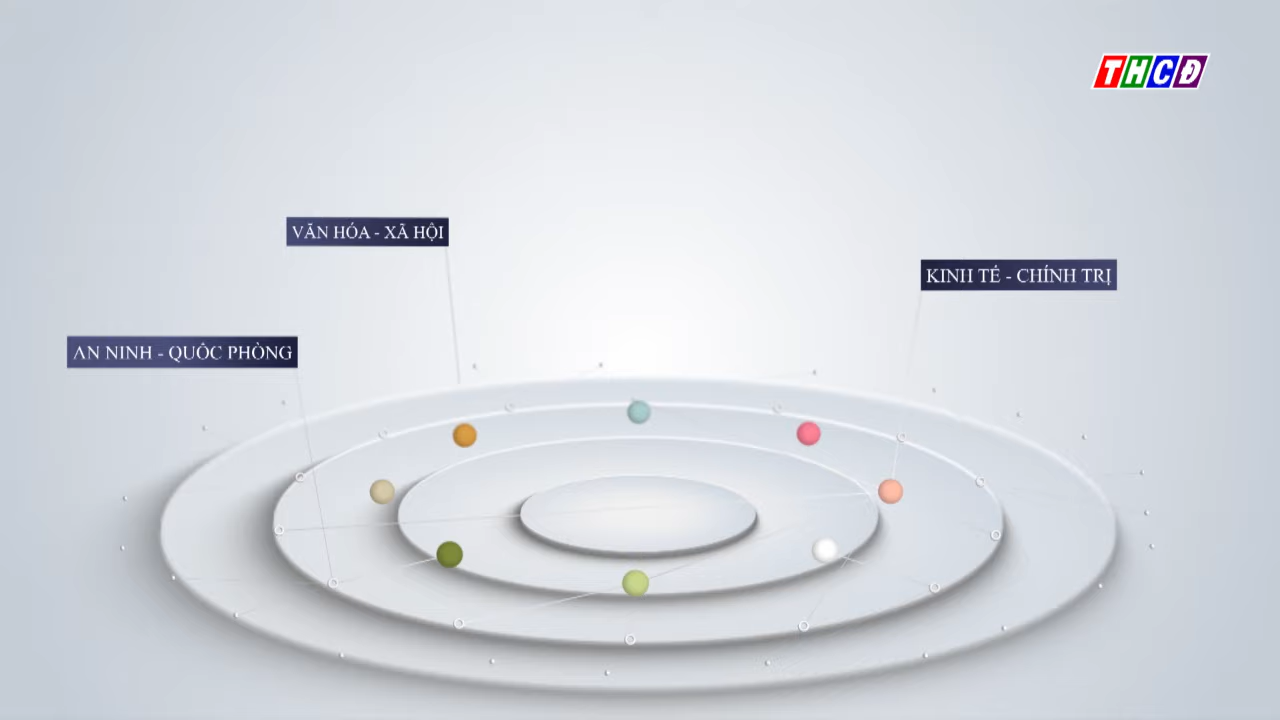 THCĐ
VĂN HÓA - XÃ HỘI
KINH TẾ - CHÍNH TRỊ
AN NINH - QUỐC PHÒNG